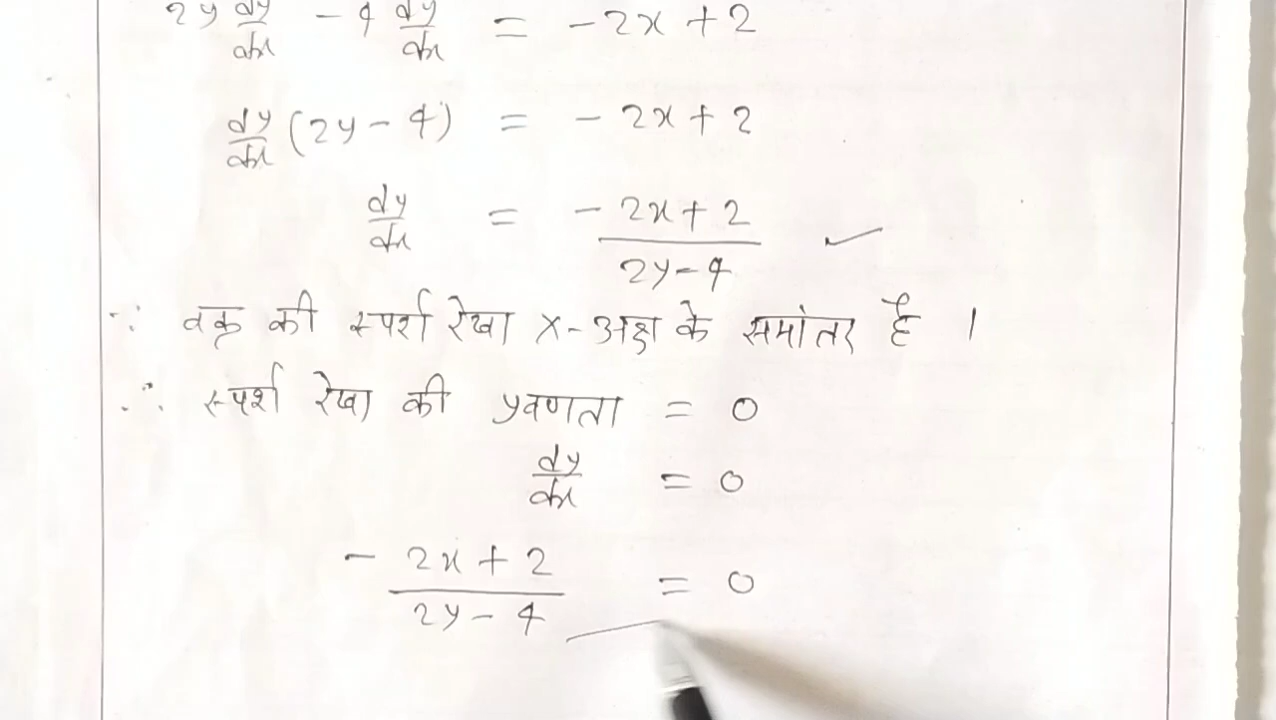 2y dy/dx - 4 dy/dx = -2x + 2
dy/dx (2y - 4) = -2x + 2
dy/dx = -2x + 2 / 2y - 4 ✓
∵ वक्र की स्पर्श रेखा x-अक्ष के समांतर है ।
∴ स्पर्श रेखा की प्रवणता = 0
dy/dx = 0
-2x + 2 / 2y - 4 = 0